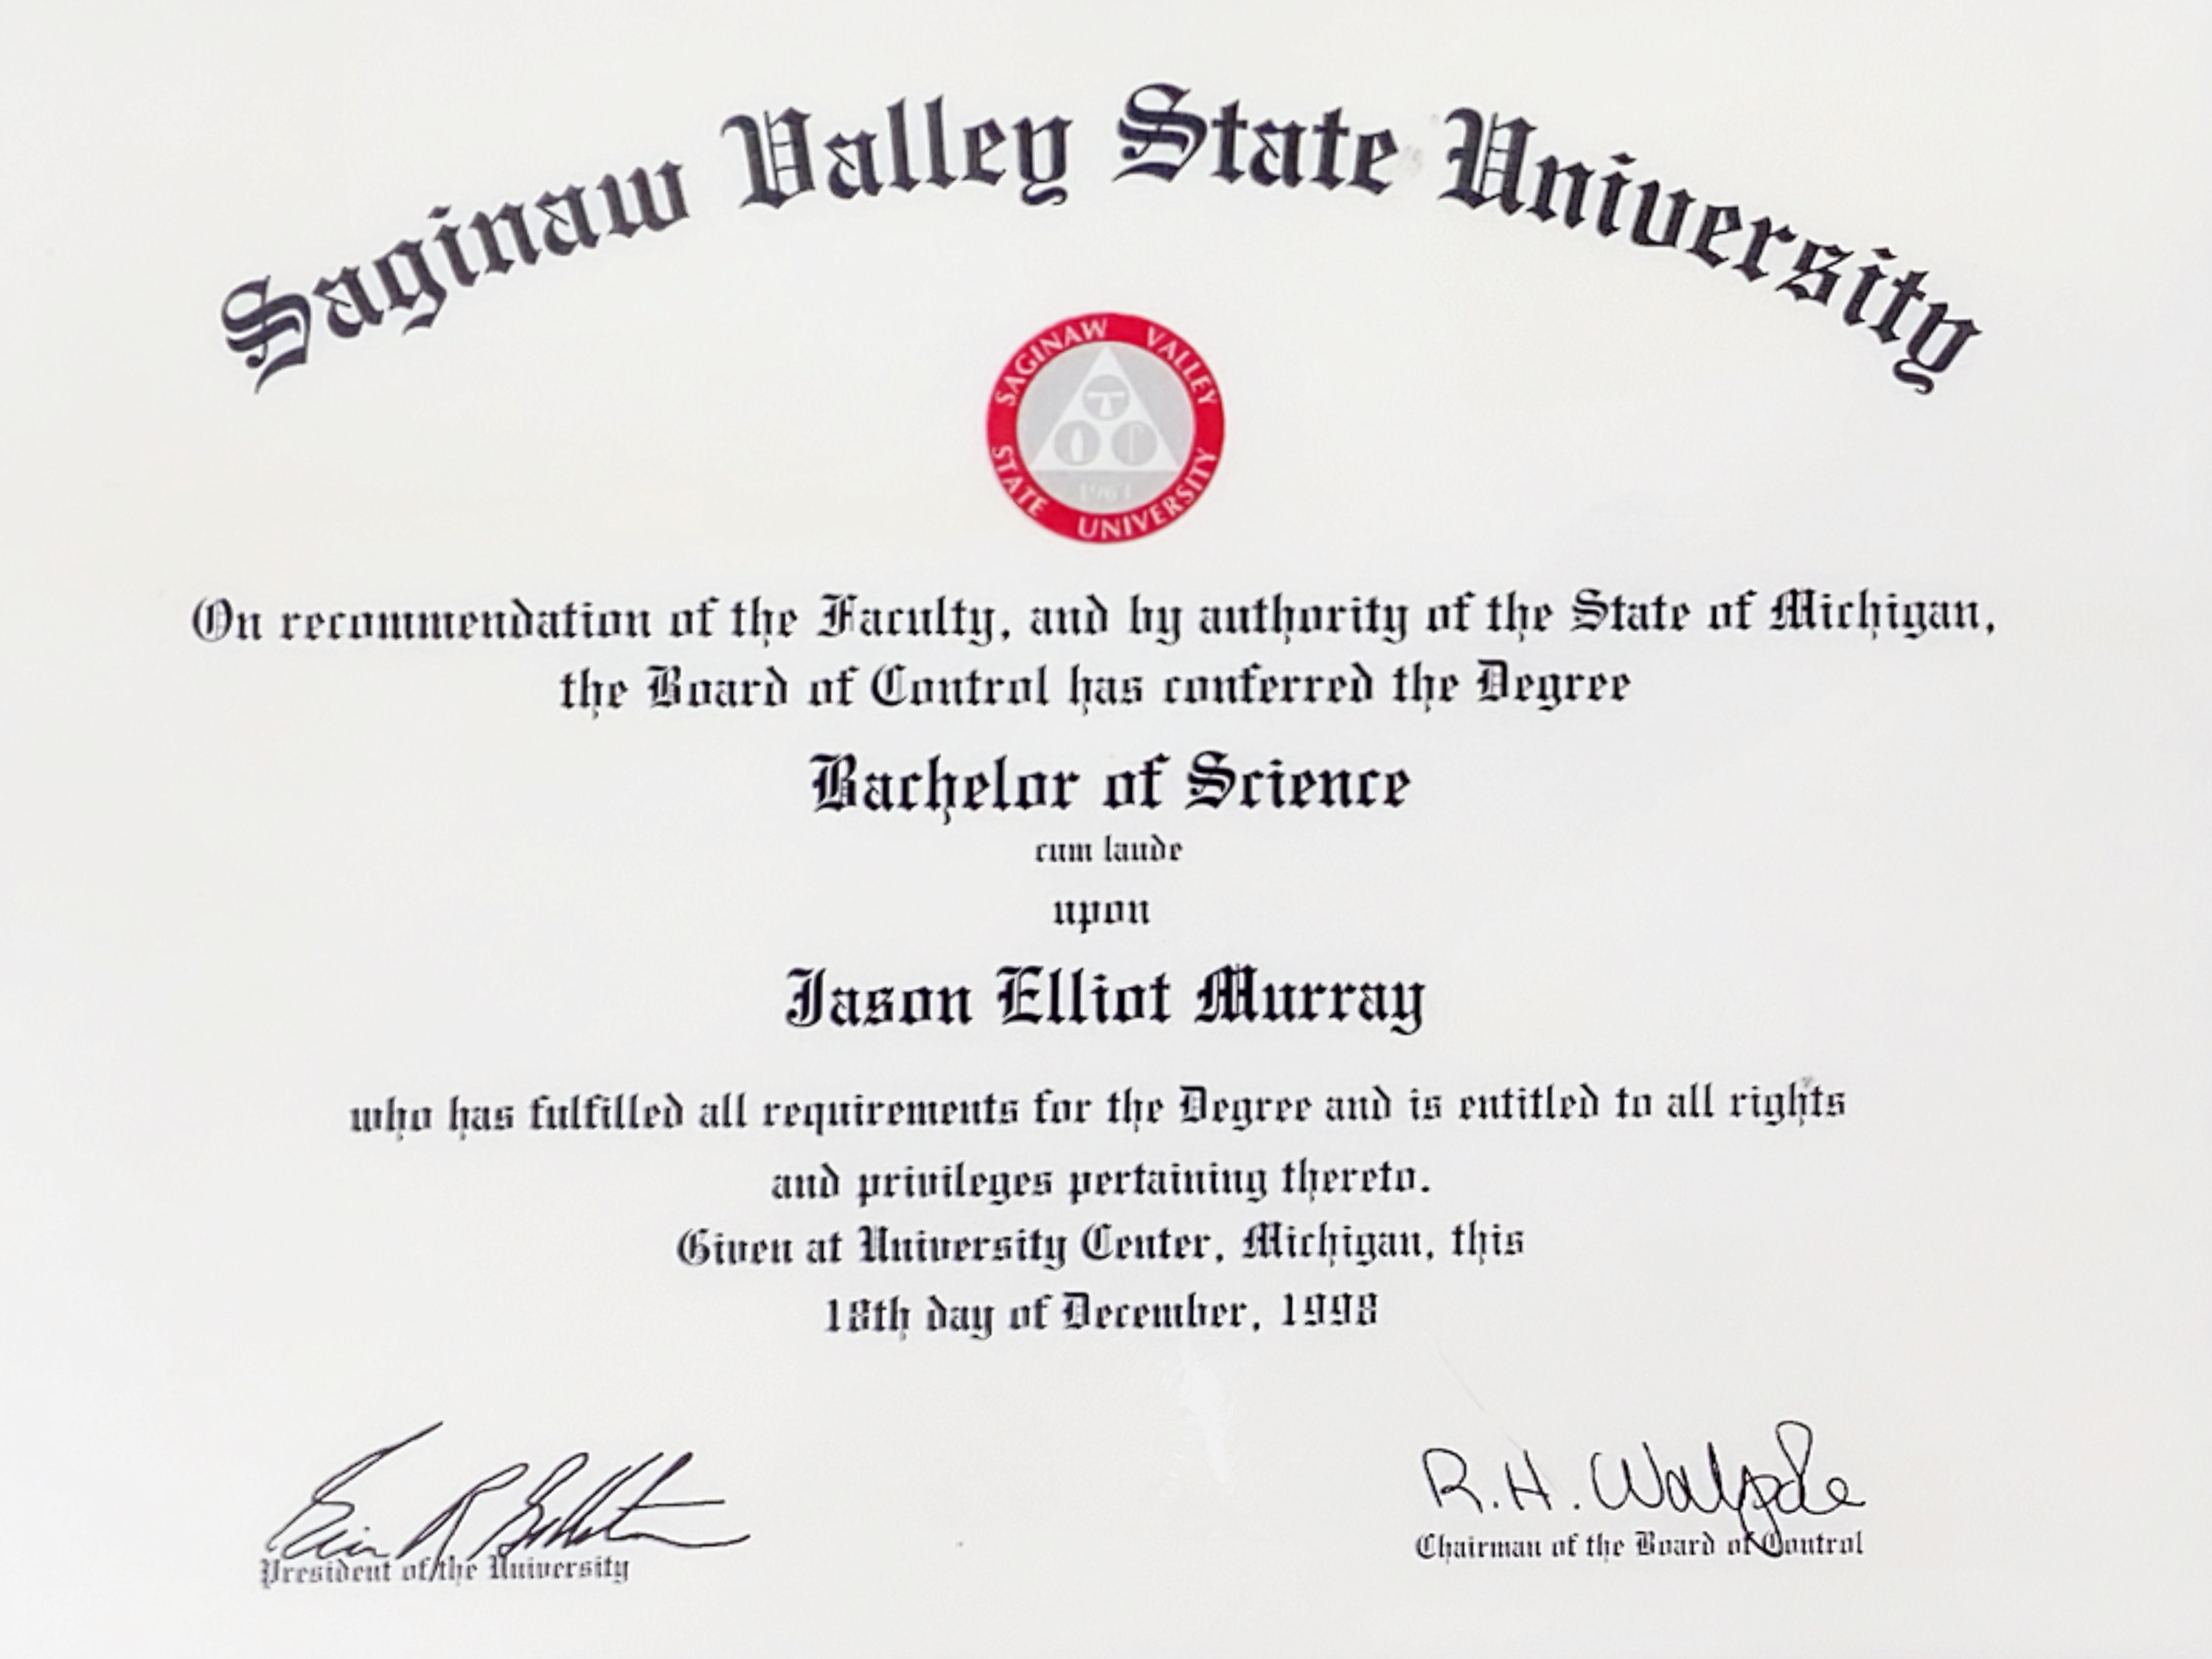 Saginaw Valley State University
SAGINAW VALLEY
STATE UNIVERSITY
On recommendation of the Faculty, and by authority of the State of Michigan,
the Board of Control has conferred the Degree
Bachelor of Science
cum laude
upon
Jason Elliot Murray
who has fulfilled all requirements for the Degree and is entitled to all rights
and privileges pertaining thereto.
Given at University Center, Michigan, this
18th day of December, 1998
R. H. Walpole
President of the University
Chairman of the Board of Control